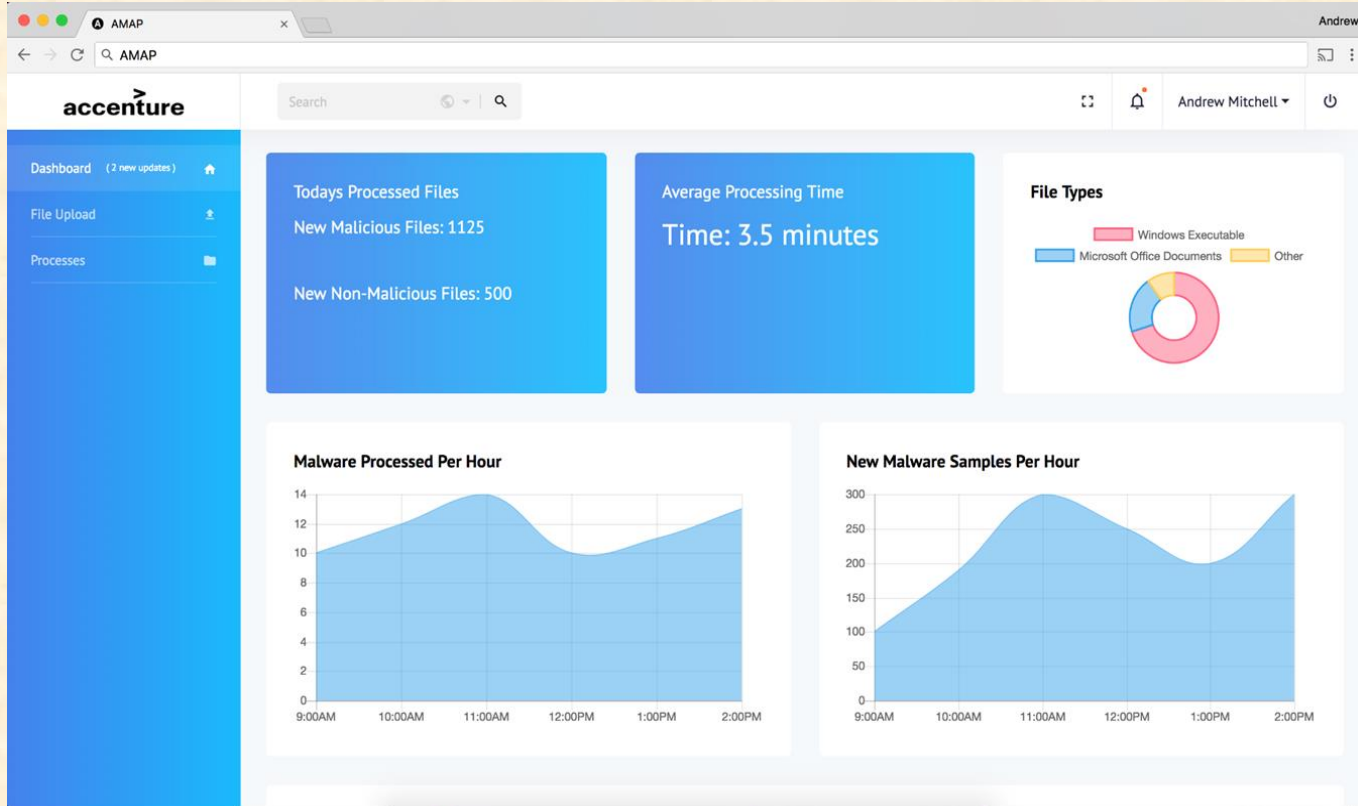 AMAP
Andrew
AMAP
accenture
Search
Andrew Mitchell
Dashboard ( 2 new updates )
File Upload
Processes
Todays Processed Files
New Malicious Files: 1125
New Non-Malicious Files: 500
Average Processing Time
Time: 3.5 minutes
File Types
Windows Executable
Microsoft Office Documents Other
Malware Processed Per Hour
14
12
10
8
6
4
2
0
9:00AM 10:00AM 11:00AM 12:00PM 1:00PM 2:00PM
New Malware Samples Per Hour
300
250
200
150
100
50
0
9:00AM 10:00AM 11:00AM 12:00PM 1:00PM 2:00PM